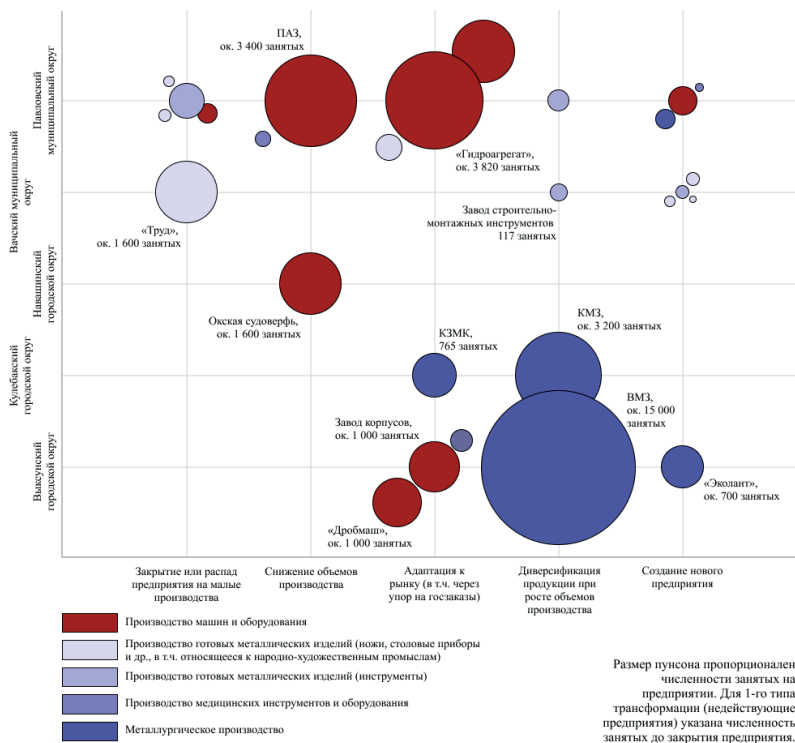 Павловский
муниципальный округ
Вачский муниципальный
округ
Навашинский
городской округ
Кулебакский
городской округ
Выксунский
городской округ
ПАЗ,
ок. 3 400 занятых
«Гидроагрегат»,
ок. 3 820 занятых
«Труд»,
ок. 1 600 занятых
Завод строительно-
монтажных инструментов
117 занятых
Окская судоверфь,
ок. 1 600 занятых
КЗМК,
765 занятых
КМЗ,
ок. 3 200 занятых
ВМЗ,
ок. 15 000
занятых
Завод корпусов,
ок. 1 000 занятых
«Эколант»,
ок. 700 занятых
«Дробмаш»,
ок. 1 000 занятых
Закрытие или распад
предприятия на малые
производства
Снижение объемов
производства
Адаптация к
рынку (в т.ч. через
упор на госзаказы)
Диверсификация
продукции при
росте объемов
производства
Создание нового
предприятия
Производство машин и оборудования
Производство готовых металлических изделий (ножи, столовые приборы
и др., в т.ч. относящееся к народно-художественным промыслам)
Производство готовых металлических изделий (инструменты)
Производство медицинских инструментов и оборудования
Металлургическое производство
Размер пунсона пропорционален
численности занятых на
предприятии. Для 1-го типа
трансформации (недействующие
предприятия) указана численность
занятых до закрытия предприятия.